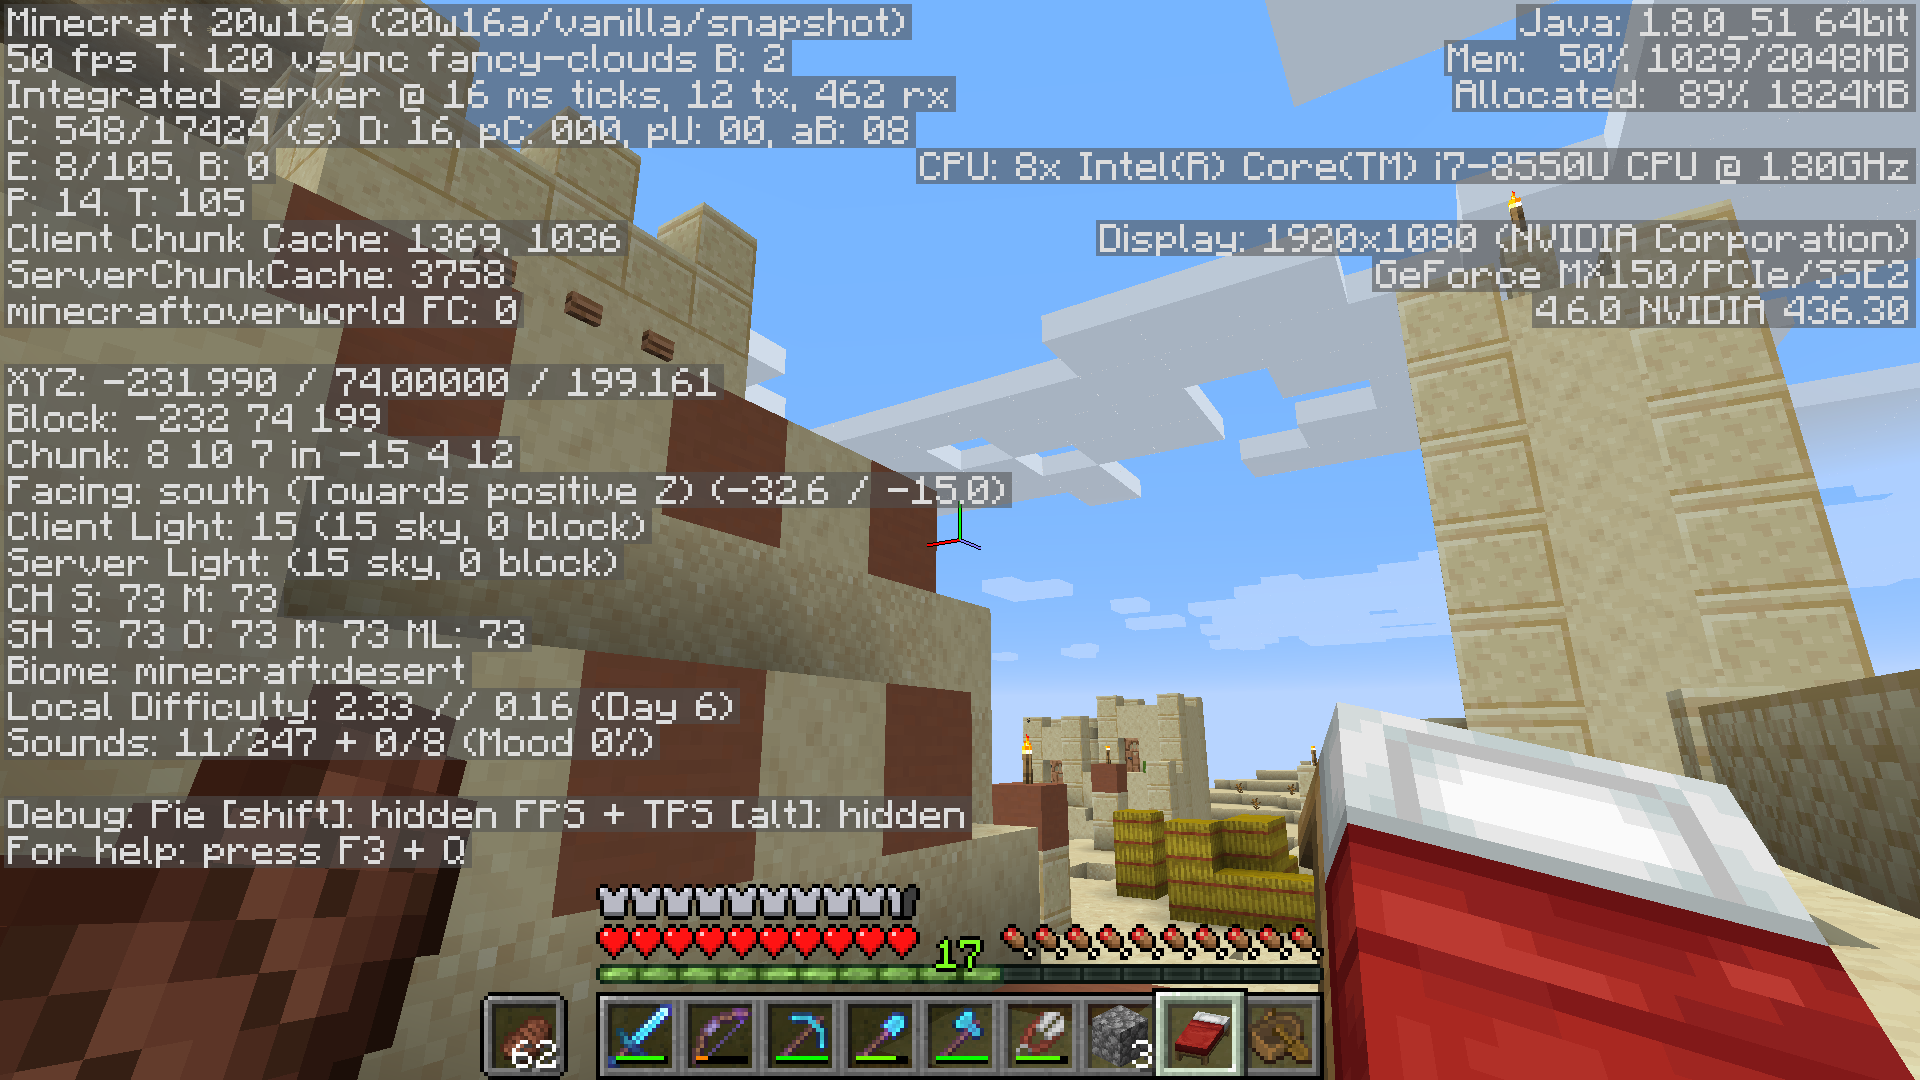 Minecraft 20w16a (20w16a/vanilla/snapshot)
50 fps T: 120 vsync fancy-clouds B: 2
Integrated server @ 16 ms ticks, 12 tx, 462 rx
C: 548/17424 (s) D: 16, pC: 000, pU: 00, aB: 08
E: 8/105, B: 0
P: 14. T: 105
Client Chunk Cache: 1369, 1036
ServerChunkCache: 3758
minecraft:overworld FC: 0
XYZ: -231.990 / 74.00000 / 199.161
Block: -232 74 199
Chunk: 8 10 7 in -15 4 12
Facing: south (Towards positive Z) (-32.6 / -15.0)
Client Light: 15 (15 sky, 0 block)
Server Light: (15 sky, 0 block)
CH S: 73 M: 73
SH S: 73 O: 73 M: 73 ML: 73
Biome: minecraft:desert
Local Difficulty: 2.33 // 0.16 (Day 6)
Sounds: 11/247 + 0/8 (Mood 0%)
Debug: Pie [shift]: hidden FPS + TPS [alt]: hidden
For help: press F3 + Q
Java: 1.8.0_51 64bit
Mem: 50% 1029/2048MB
Allocated: 89% 1824MB
CPU: 8x Intel(R) Core(TM) i7-8550U CPU @ 1.80GHz
Display: 1920x1080 (NVIDIA Corporation)
GeForce MX150/PCIe/SSE2
4.6.0 NVIDIA 436.30
17
62
3